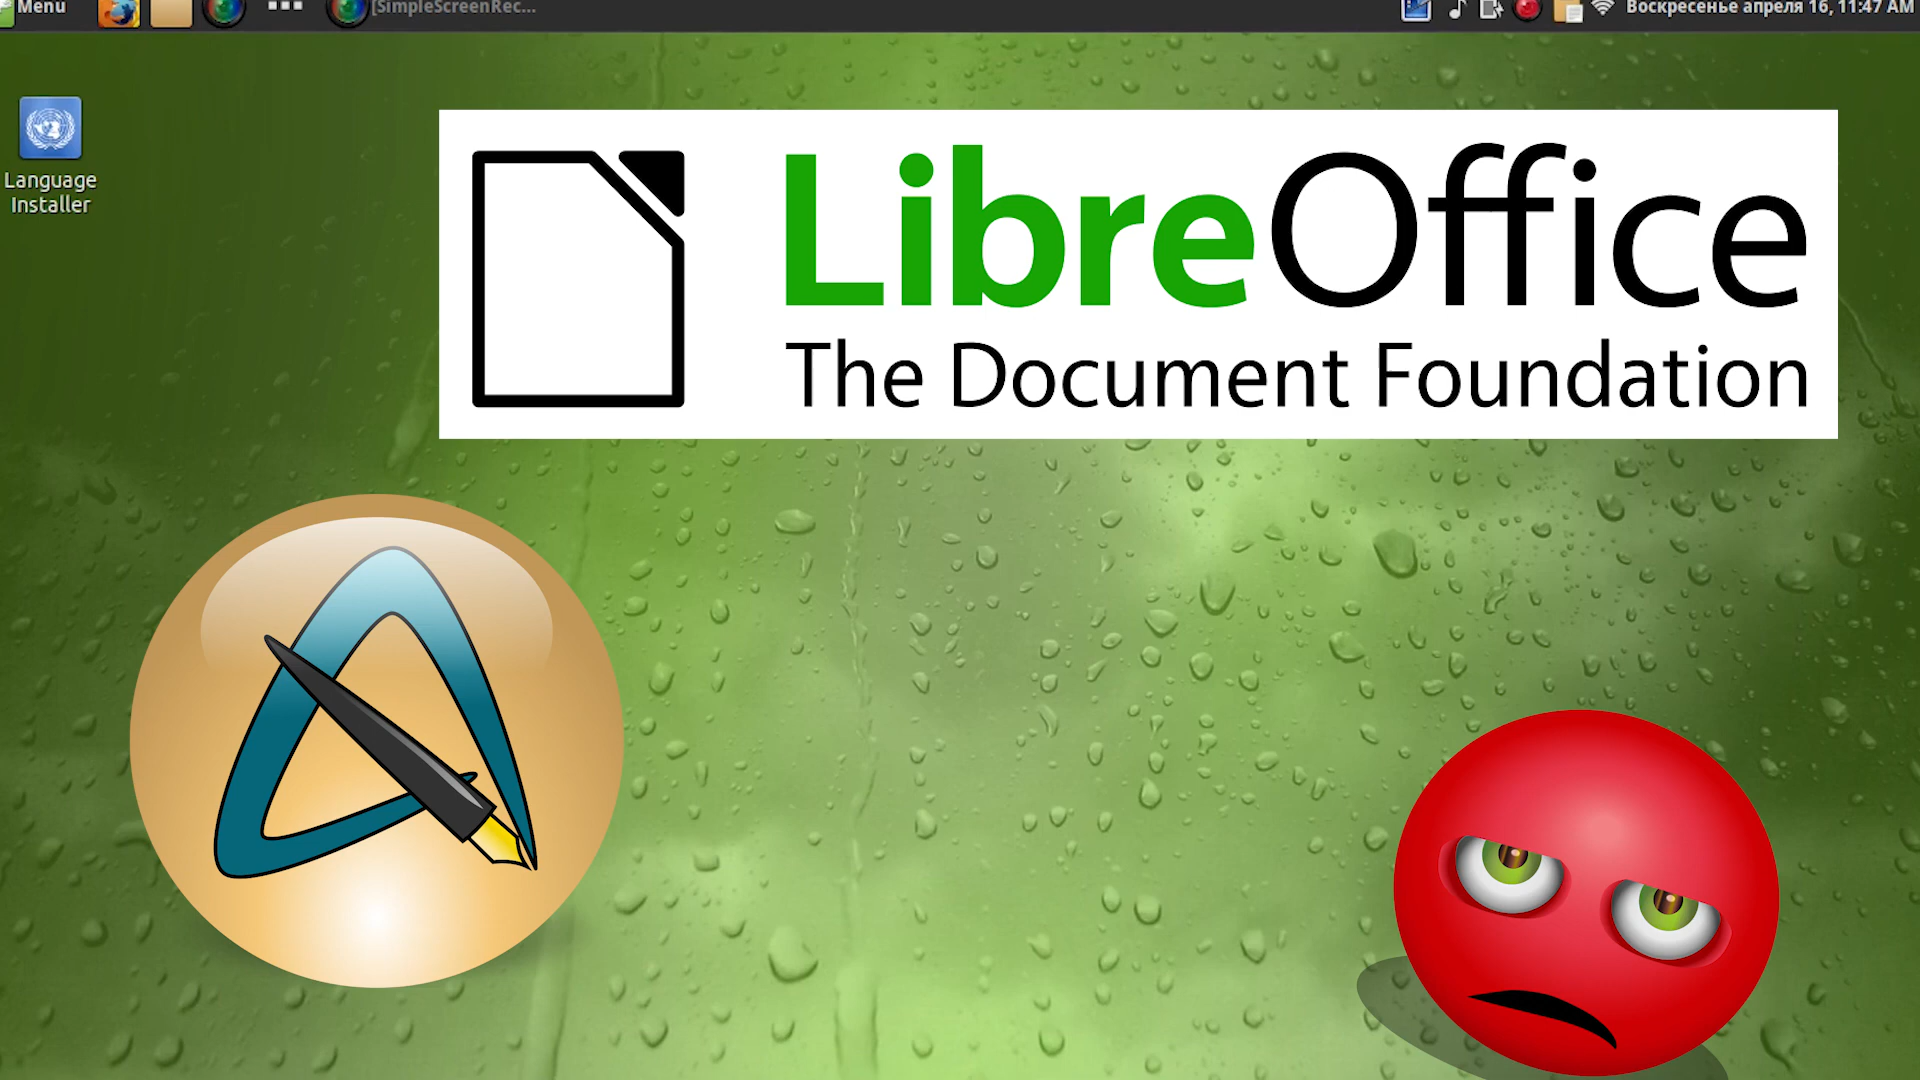 Menu
[SimpleScreenRec...
Воскресенье апреля 16, 11:47 AM
Language
Installer
LibreOffice
The Document Foundation